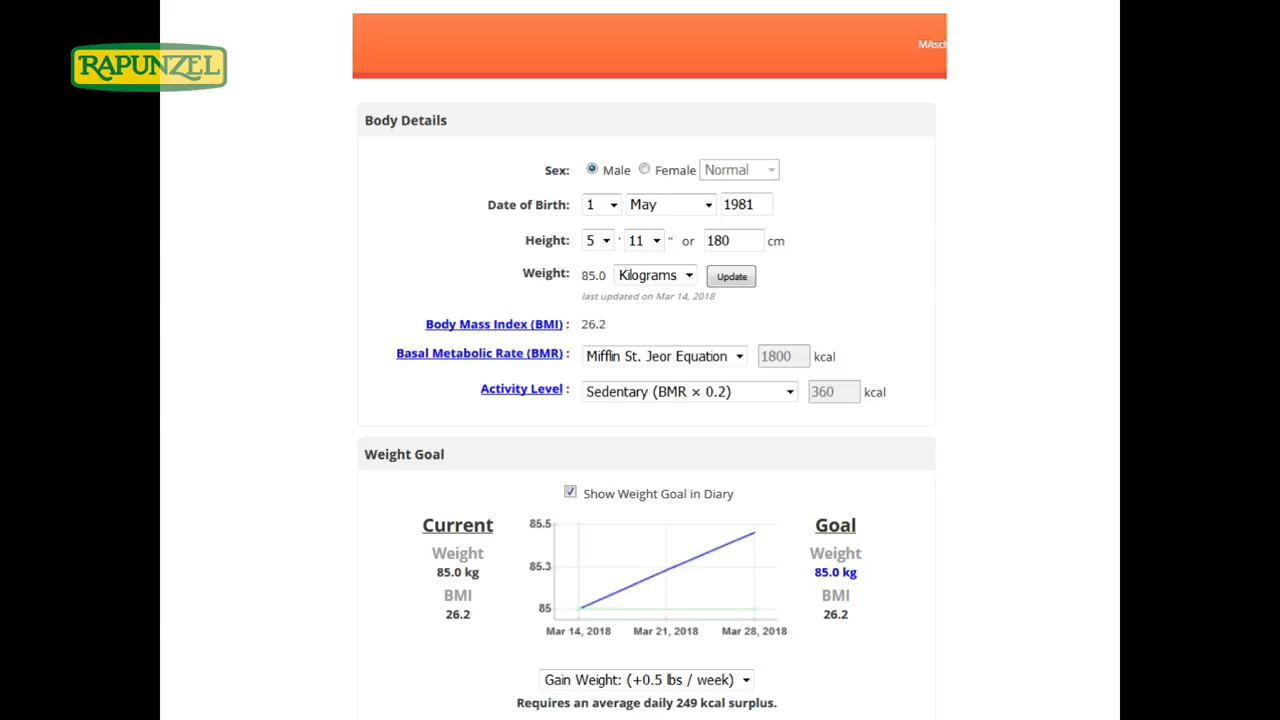 RAPUNZEL
Body Details
Sex: Male Female Normal
Date of Birth: 1 May 1981
Height: 5 ' 11 " or 180 cm
Weight: 85.0 Kilograms Update
last updated on Mar 14, 2018
Body Mass Index (BMI) : 26.2
Basal Metabolic Rate (BMR) : Mifflin St. Jeor Equation 1800 kcal
Activity Level : Sedentary (BMR × 0.2) 360 kcal
Weight Goal
Show Weight Goal in Diary
Current
Weight
85.0 kg
BMI
26.2
85.5
85.3
85
Mar 14, 2018 Mar 21, 2018 Mar 28, 2018
Goal
Weight
85.0 kg
BMI
26.2
Gain Weight: (+0.5 lbs / week)
Requires an average daily 249 kcal surplus.